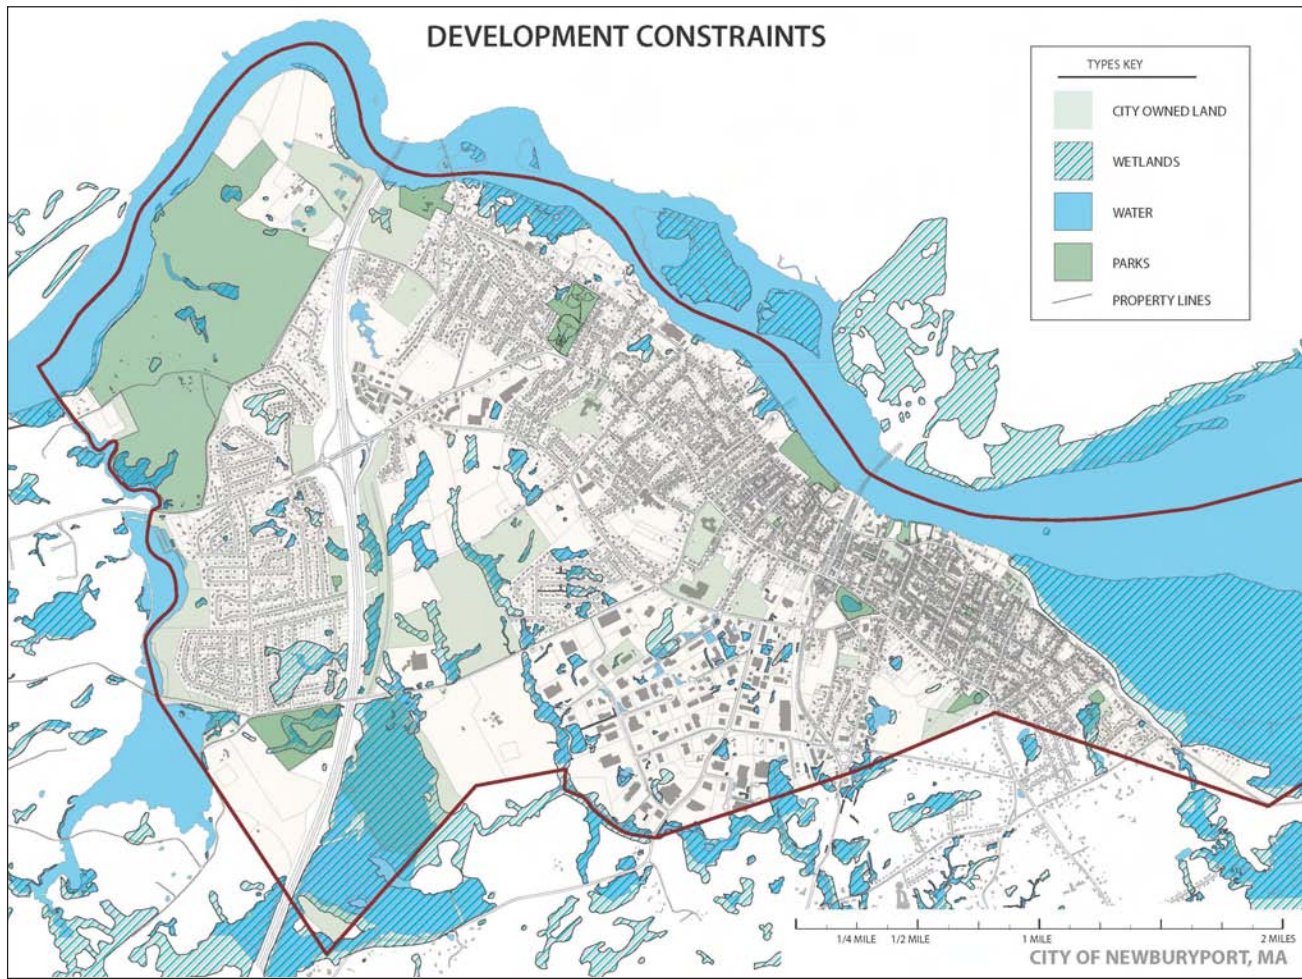 DEVELOPMENT CONSTRAINTS
TYPES KEY
CITY OWNED LAND
WETLANDS
WATER
PARKS
PROPERTY LINES
1/4 MILE 1/2 MILE 1 MILE 2 MILES
CITY OF NEWBURYPORT, MA